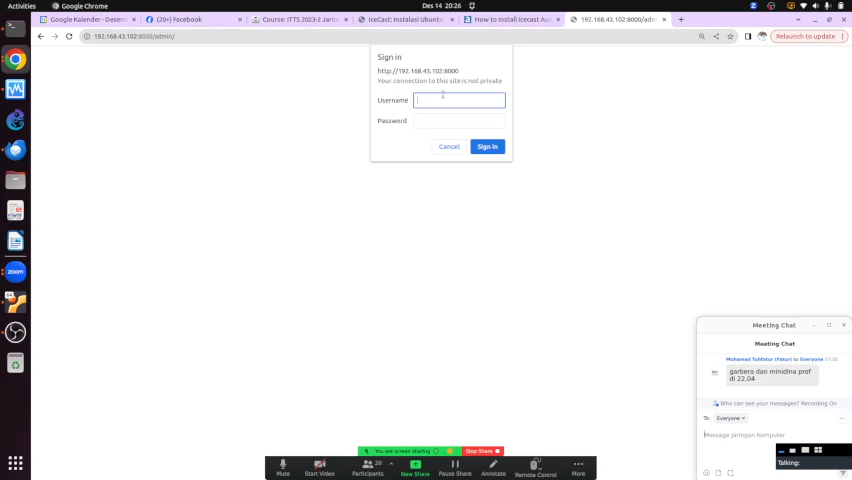 Activities
Google Chrome
Des 14 20:26
Google Kalender - Desem
(20+) Facebook
Course: ITTS 2023-2 Jarin
IceCast: Instalasi Ubuntu
How to Install Icecast Aud
192.168.43.102:8000/adm
192.168.43.102:8000/admin/
Relaunch to update
Sign in
http://192.168.43.102:8000
Your connection to this site is not private
Username
Password
Cancel
Sign in
zoom
Meeting Chat
Meeting Chat
Muhamad Tuhfatur (Fatur) to Everyone
garbera dan minidina prof
di 22.04
Who can see your messages? Recording On
To:
Everyone
Message Jaringan Komputer
Talking:
You are screen sharing
Stop Share
20
Mute
Start Video
Participants
New Share
Pause Share
Annotate
Remote Control
More